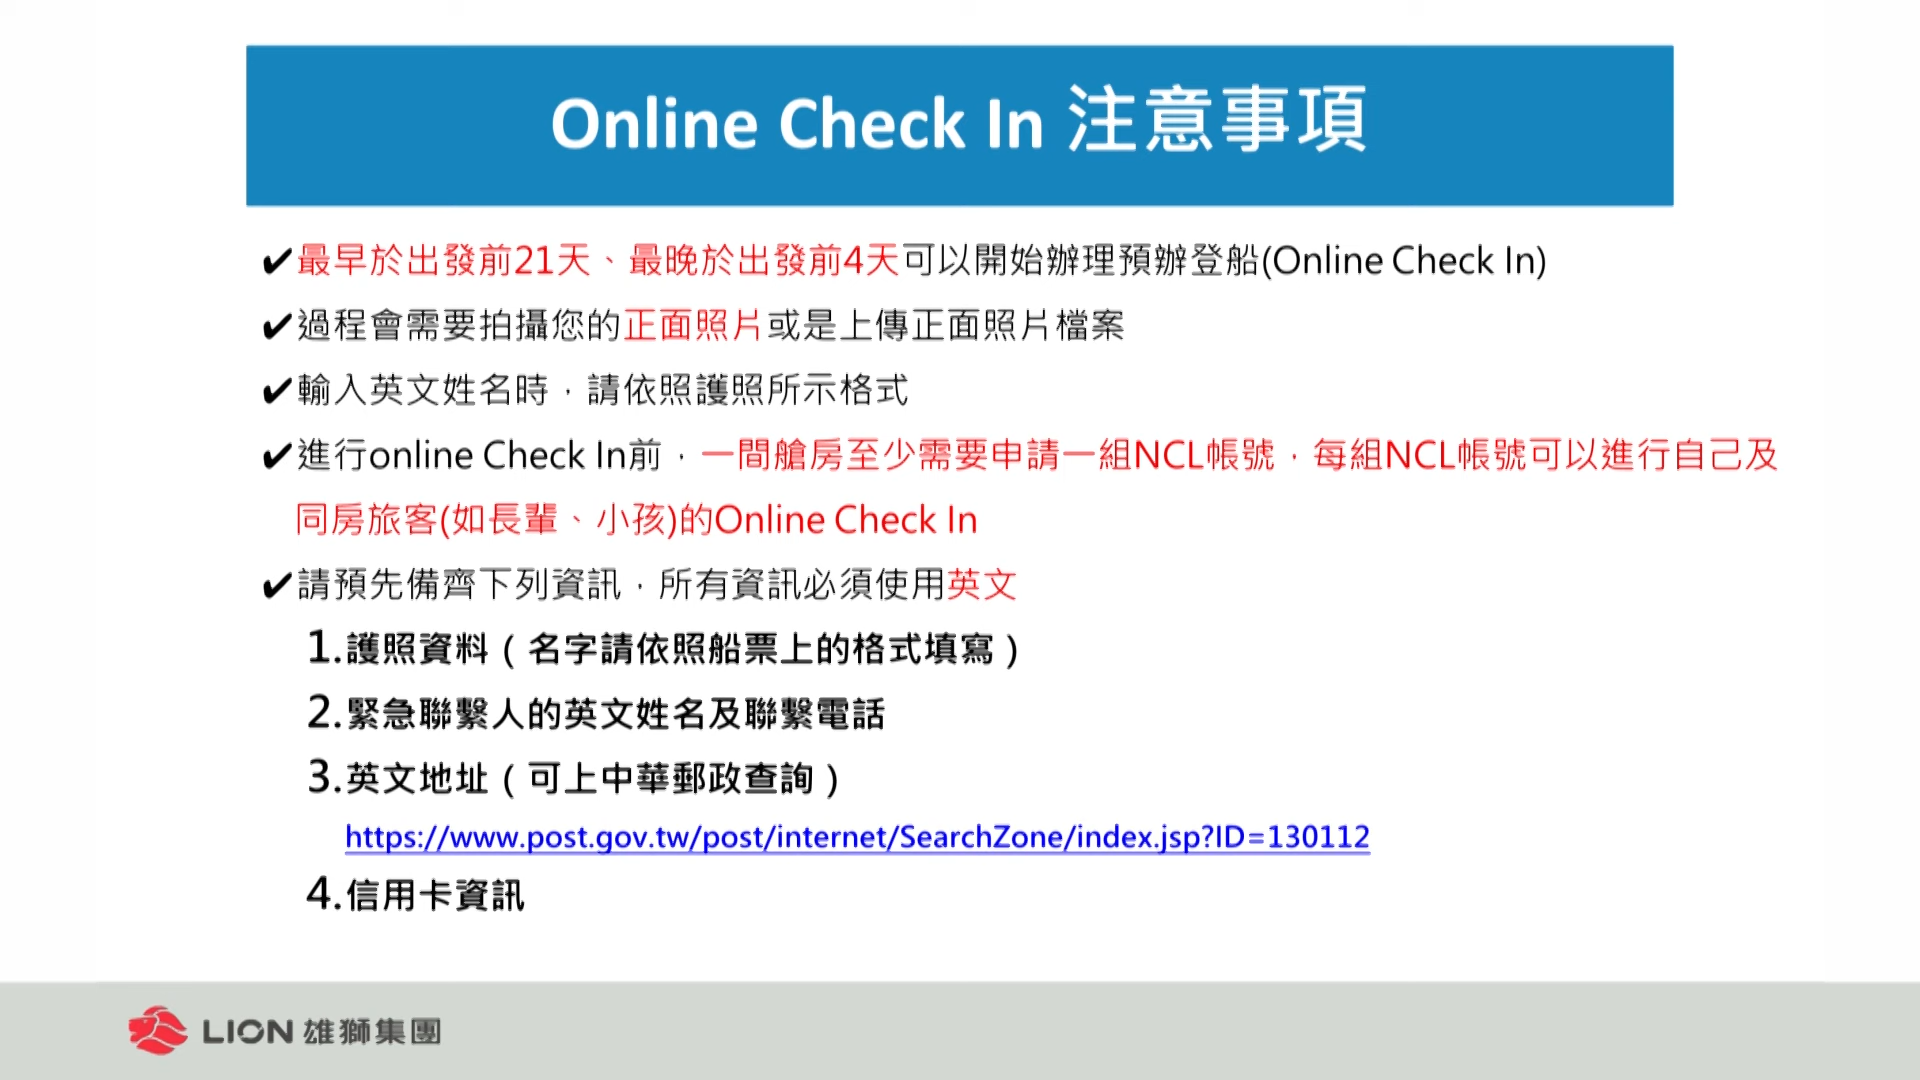 Online Check In 注意事項
✔最早於出發前21天、最晚於出發前4天可以開始辦理預辦登船(Online Check In)
✔過程會需要拍攝您的正面照片或是上傳正面照片檔案
✔輸入英文姓名時，請依照護照所示格式
✔進行online Check In前，一間艙房至少需要申請一組NCL帳號，每組NCL帳號可以進行自己及
同房旅客(如長輩、小孩)的Online Check In
✔請預先備齊下列資訊，所有資訊必須使用英文
1.護照資料（名字請依照船票上的格式填寫）
2.緊急聯繫人的英文姓名及聯繫電話
3.英文地址（可上中華郵政查詢）
https://www.post.gov.tw/post/internet/SearchZone/index.jsp?ID=130112
4.信用卡資訊
LION 雄獅集團